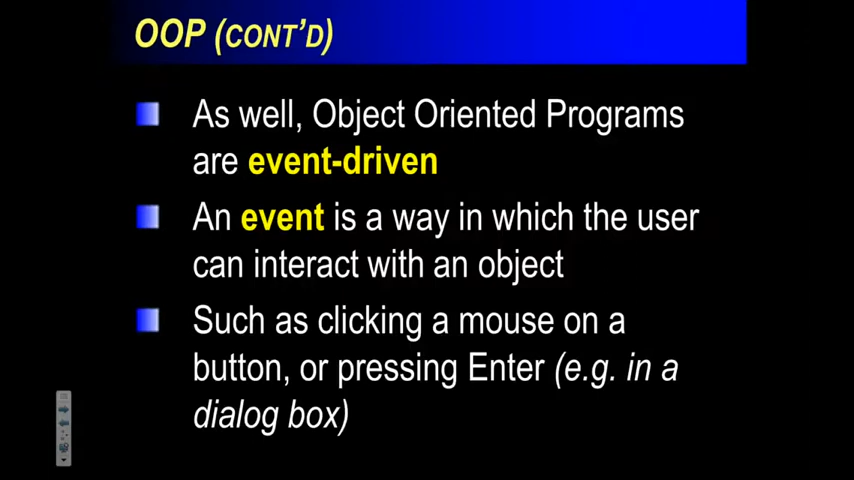 OOP (CONT'D)
As well, Object Oriented Programs
are event-driven
An event is a way in which the user
can interact with an object
Such as clicking a mouse on a
button, or pressing Enter (e.g. in a
dialog box)